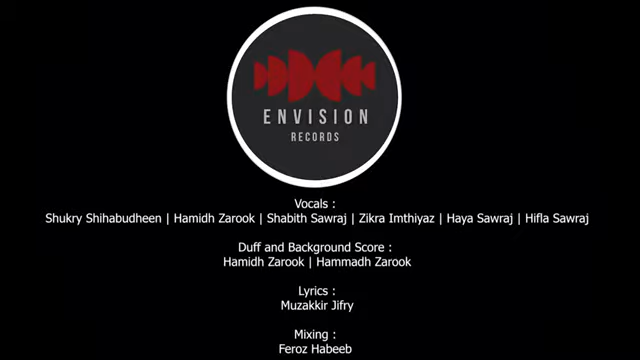 ENVISION
RECORDS
Vocals :
Shukry Shihabudheen | Hamidh Zarook | Shabith Sawraj | Zikra Imthiyaz | Haya Sawraj | Hifla Sawraj
Duff and Background Score :
Hamidh Zarook | Hammadh Zarook
Lyrics :
Muzakkir Jifry
Mixing :
Feroz Habeeb